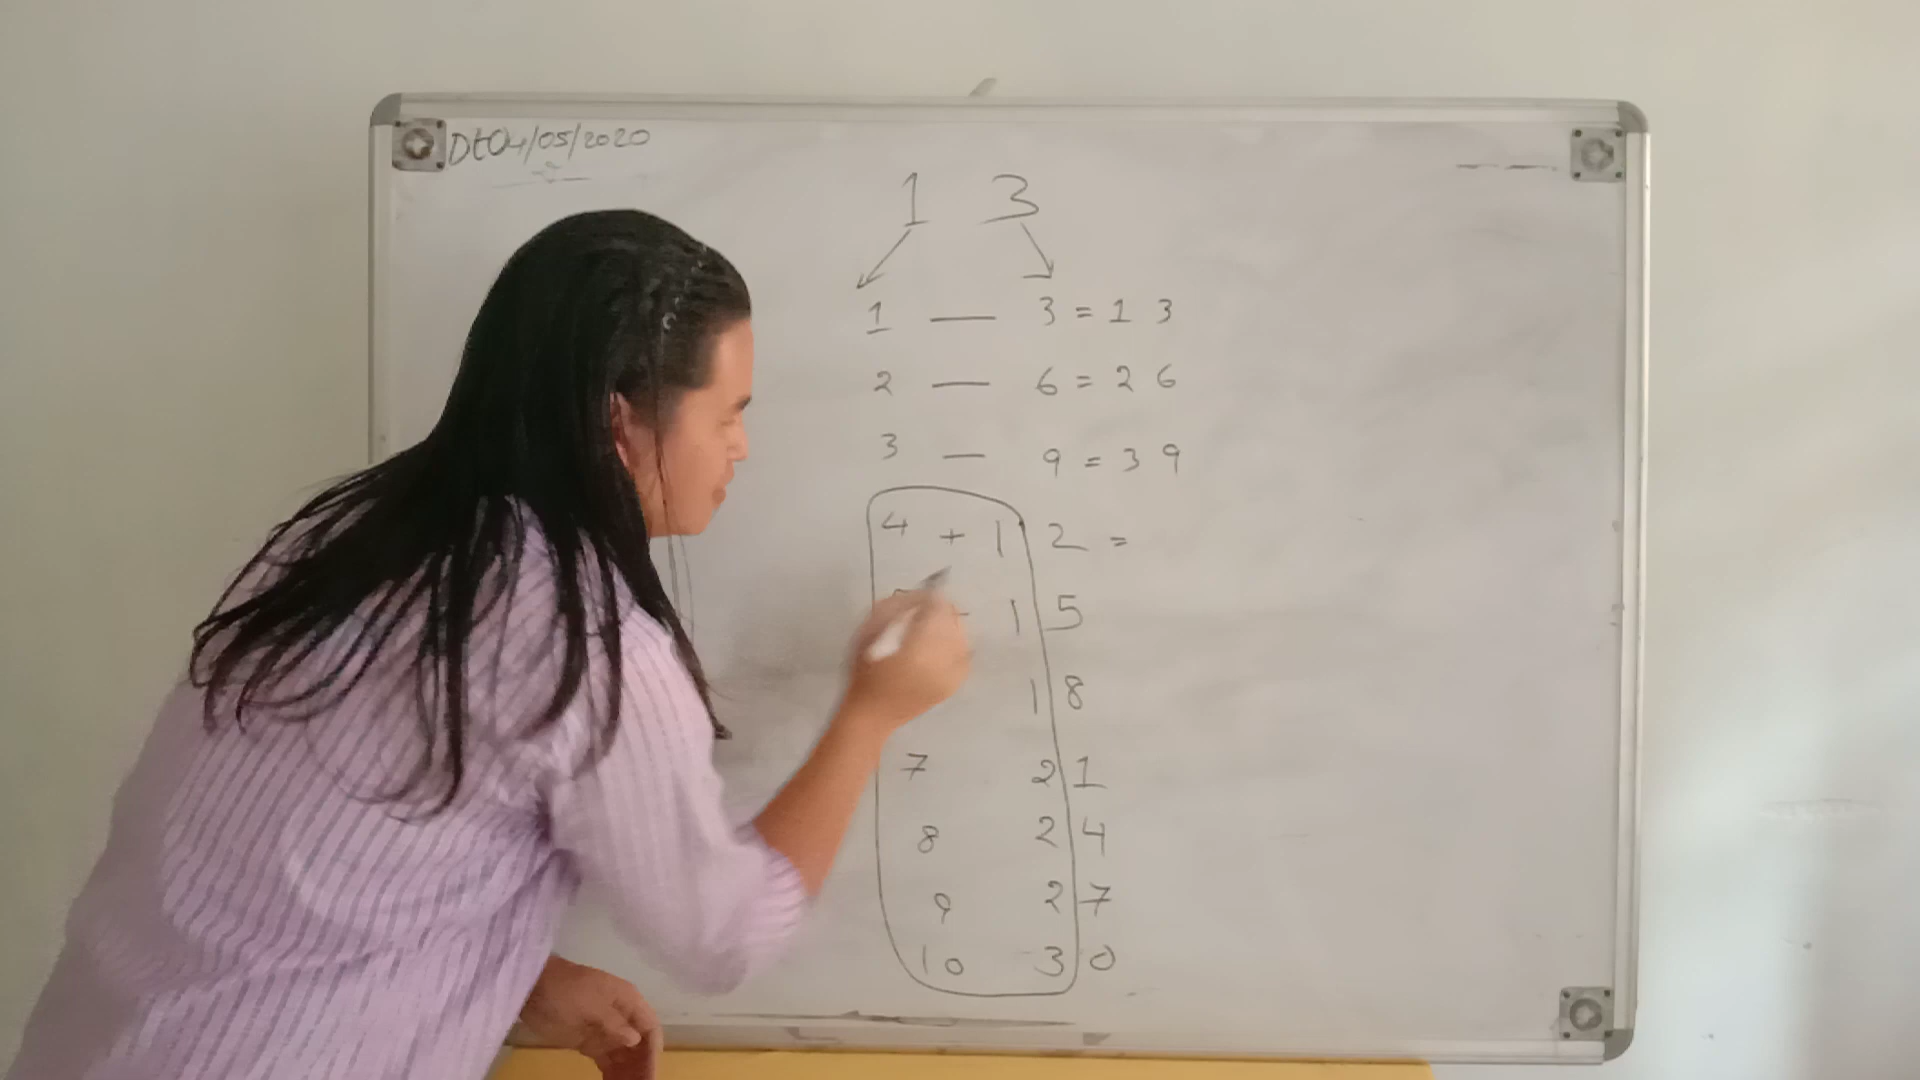 Dt04/05/2020
1 3
1 — 3 = 1 3
2 — 6 = 2 6
3 — 9 = 3 9
4 + 1 2 =
1 5
1 8
7 2 1
8 2 4
9 2 7
10 3 0